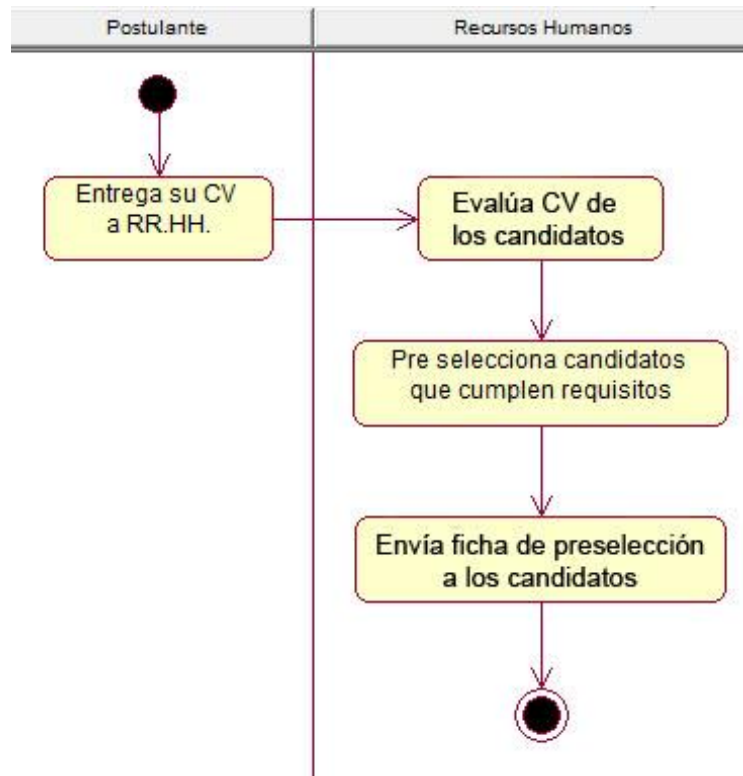 Postulante
Recursos Humanos
Entrega su CV
a RR.HH.
Evalúa CV de
los candidatos
Pre selecciona candidatos
que cumplen requisitos
Envía ficha de preselección
a los candidatos